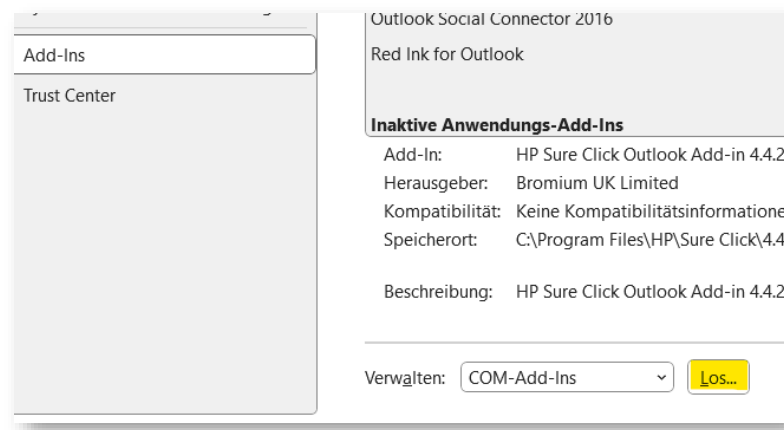 Outlook Social Connector 2016
Add-Ins
Red Ink for Outlook
Trust Center
Inaktive Anwendungs-Add-Ins
Add-In: HP Sure Click Outlook Add-in 4.4.2
Herausgeber: Bromium UK Limited
Kompatibilität: Keine Kompatibilitätsinformatione
Speicherort: C:\Program Files\HP\Sure Click\4.4
Beschreibung: HP Sure Click Outlook Add-in 4.4.2
Verwalten: COM-Add-Ins Los...